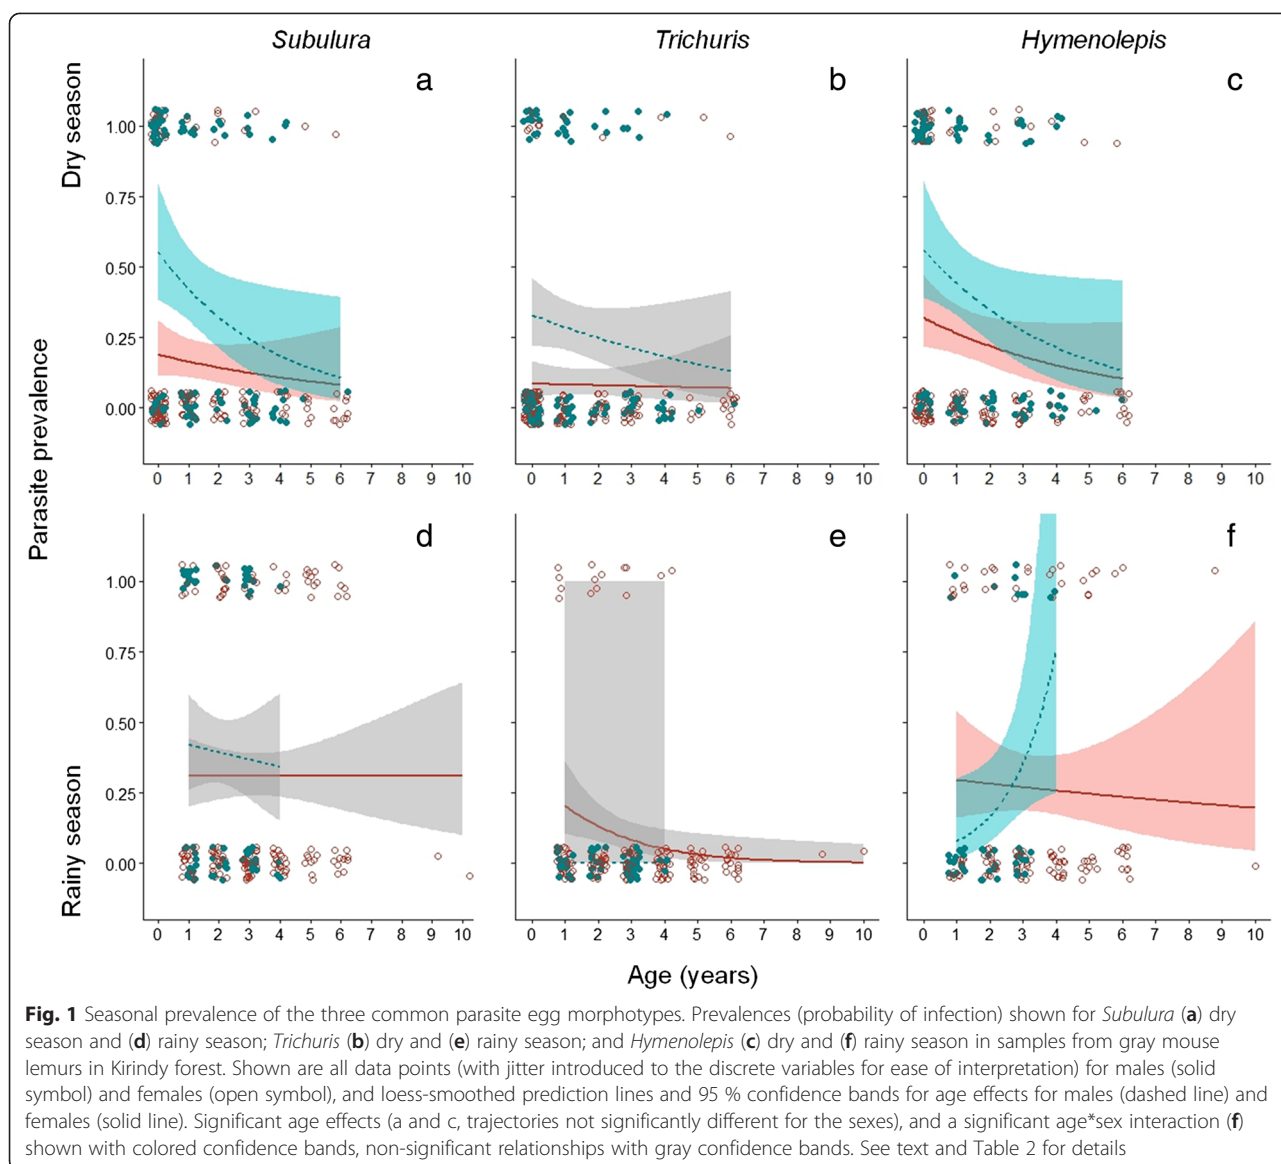 Subulura Trichuris Hymenolepis
Dry season
Rainy season
Parasite prevalence
a
1.00
0.75
0.50
0.25
0.00
0 1 2 3 4 5 6 7 8 9 10
b
0 1 2 3 4 5 6 7 8 9 10
c
0 1 2 3 4 5 6 7 8 9 10
d
1.00
0.75
0.50
0.25
0.00
0 1 2 3 4 5 6 7 8 9 10
e
0 1 2 3 4 5 6 7 8 9 10
f
0 1 2 3 4 5 6 7 8 9 10
Age (years)
Fig. 1 Seasonal prevalence of the three common parasite egg morphotypes. Prevalences (probability of infection) shown for Subulura (a) dry
season and (d) rainy season; Trichuris (b) dry and (e) rainy season; and Hymenolepis (c) dry and (f) rainy season in samples from gray mouse
lemurs in Kirindy forest. Shown are all data points (with jitter introduced to the discrete variables for ease of interpretation) for males (solid
symbol) and females (open symbol), and loess-smoothed prediction lines and 95 % confidence bands for age effects for males (dashed line) and
females (solid line). Significant age effects (a and c, trajectories not significantly different for the sexes), and a significant age*sex interaction (f)
shown with colored confidence bands, non-significant relationships with gray confidence bands. See text and Table 2 for details